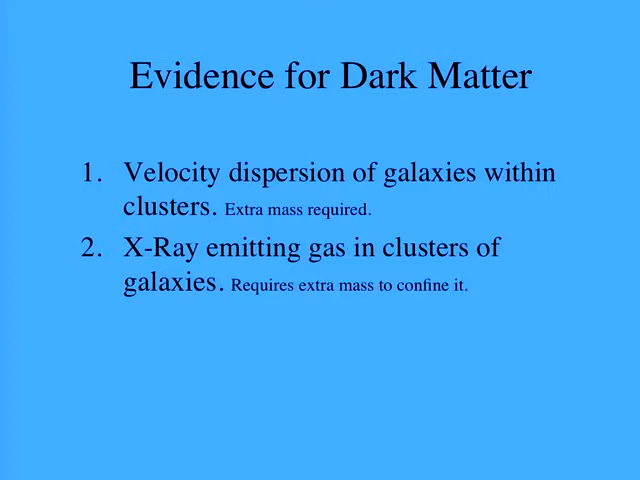 Evidence for Dark Matter
1. Velocity dispersion of galaxies within
clusters. Extra mass required.
2. X-Ray emitting gas in clusters of
galaxies. Requires extra mass to confine it.